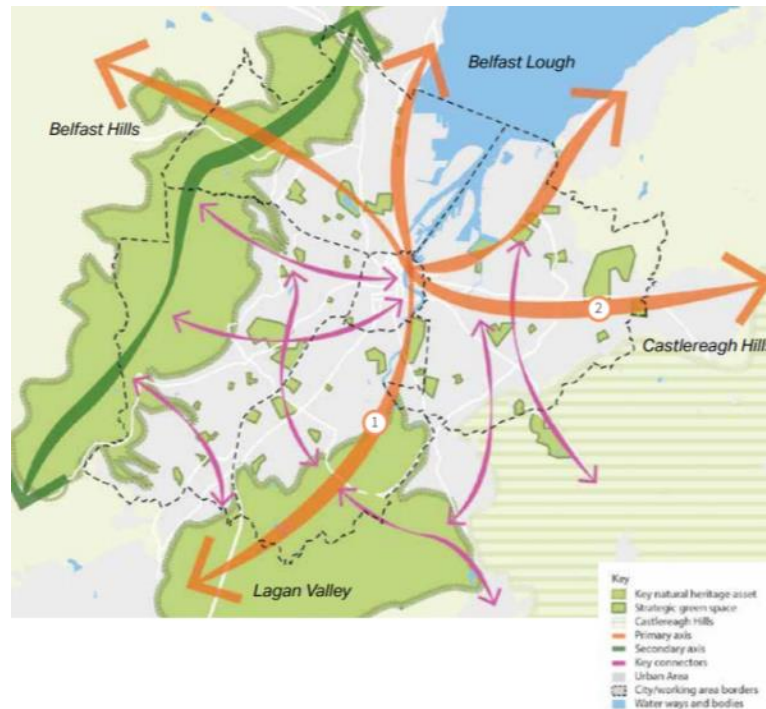 Belfast Lough
Belfast Hills
2
Castlereagh Hills
1
Lagan Valley
Key
Key natural heritage asset
Strategic green space
Castlereagh Hills
Primary axis
Secondary axis
Key connectors
Urban Area
City/working area borders
Water ways and bodies